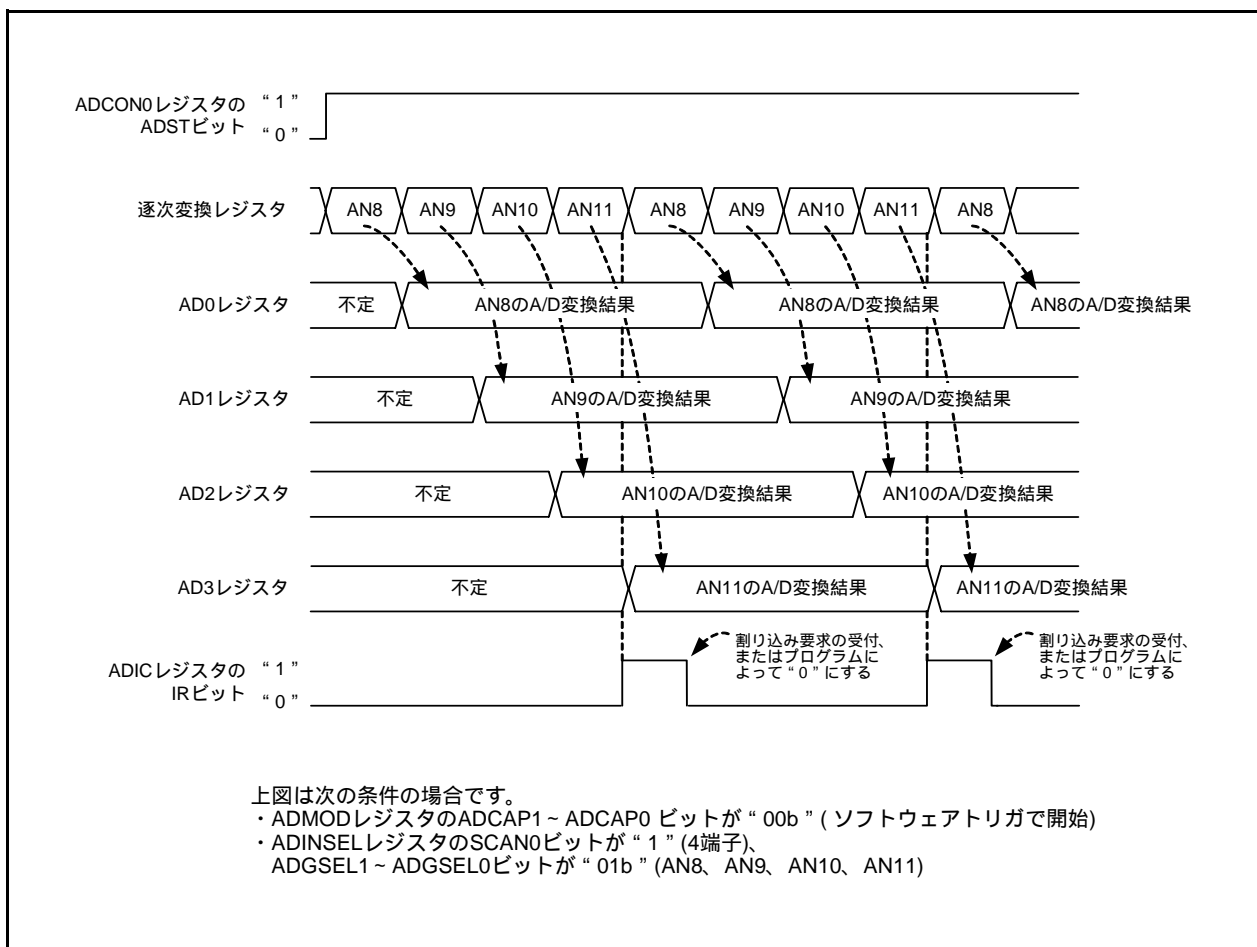 ADCON0レジスタの “ 1 ”
ADSTビット “ 0 ”
逐次変換レジスタ AN8 AN9 AN10 AN11 AN8 AN9 AN10 AN11 AN8
AD0レジスタ 不定 AN8のA/D変換結果 AN8のA/D変換結果 AN8のA/D変換結果
AD1レジスタ 不定 AN9のA/D変換結果 AN9のA/D変換結果
AD2レジスタ 不定 AN10のA/D変換結果 AN10のA/D変換結果
AD3レジスタ 不定 AN11のA/D変換結果 AN11のA/D変換結果
割り込み要求の受付、
またはプログラムに
よって “ 0 ” にする
割り込み要求の受付、
またはプログラムに
よって “ 0 ” にする
ADICレジスタの “ 1 ”
IRビット “ 0 ”
上図は次の条件の場合です。
・ADMODレジスタのADCAP1 ~ ADCAP0 ビットが “ 00b ” ( ソフトウェアトリガで開始)
・ADINSELレジスタのSCAN0ビットが “ 1 ” (4端子)、
ADGSEL1 ~ ADGSEL0ビットが “ 01b ” (AN8、 AN9、 AN10、 AN11)